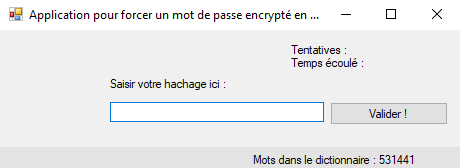 Application pour forcer un mot de passe encrypté en ...
Tentatives :
Temps écoulé :
Saisir votre hachage ici :
Valider !
Mots dans le dictionnaire : 531441